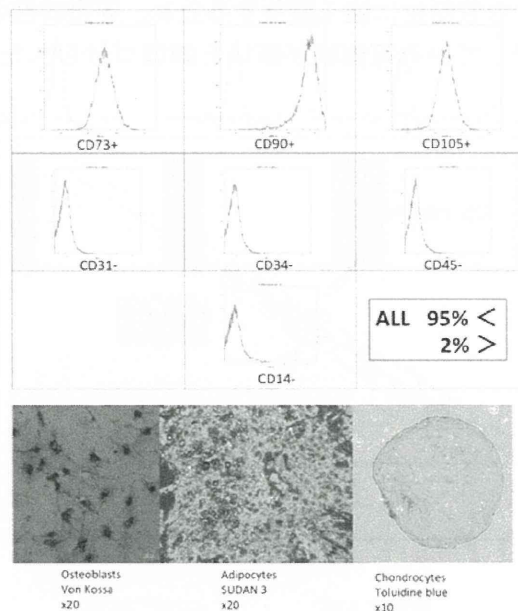 CD73+
CD90+
CD105+
CD31-
CD34-
CD45-
CD14-
ALL 95% <
2% >
Osteoblasts
Von Kossa
x20
Adipocytes
SUDAN 3
x20
Chondrocytes
Toluidine blue
x10